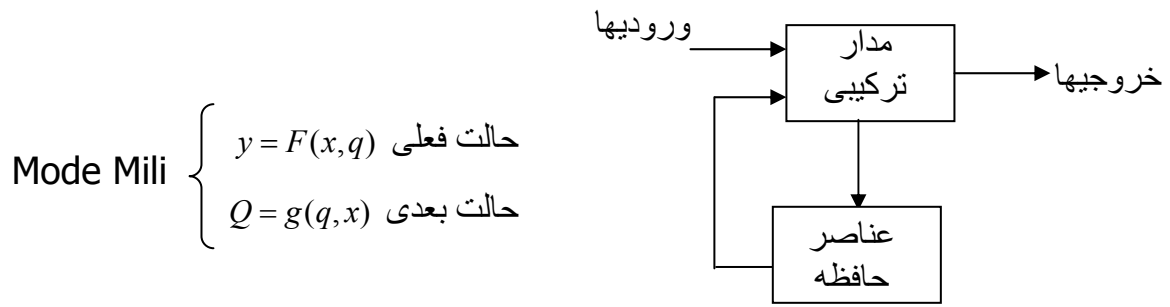 Mode Mili
y = F(x,q) حالت فعلی
Q = g(q,x) حالت بعدی
ورودیها
مدار
ترکیبی
خروجیها
عناصر
حافظه